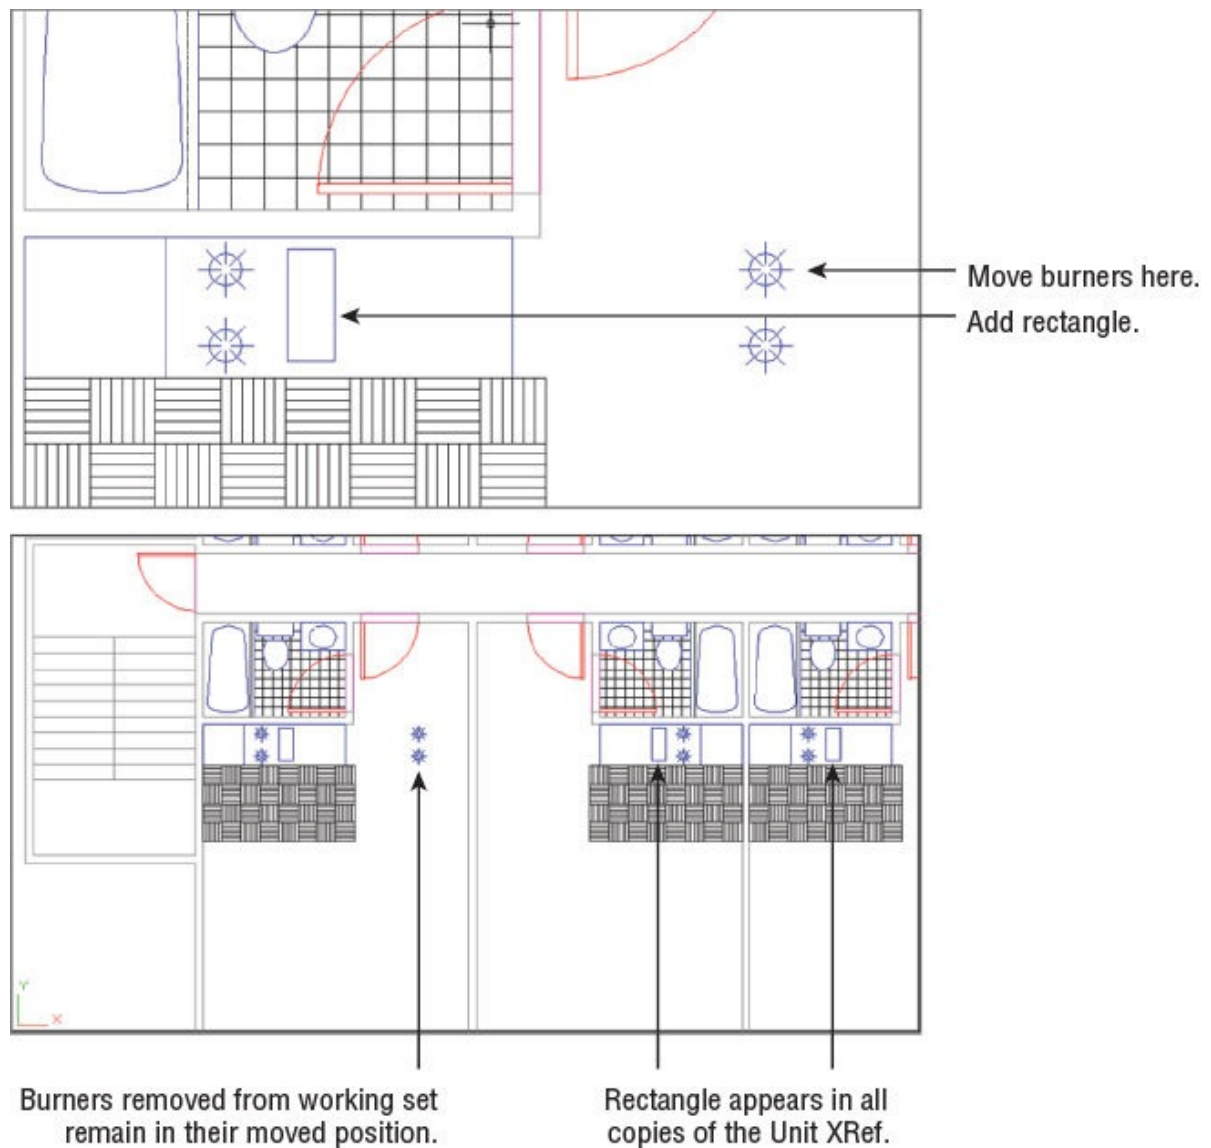 Move burners here.
Add rectangle.
Y
X
Burners removed from working set
remain in their moved position.
Rectangle appears in all
copies of the Unit XRef.